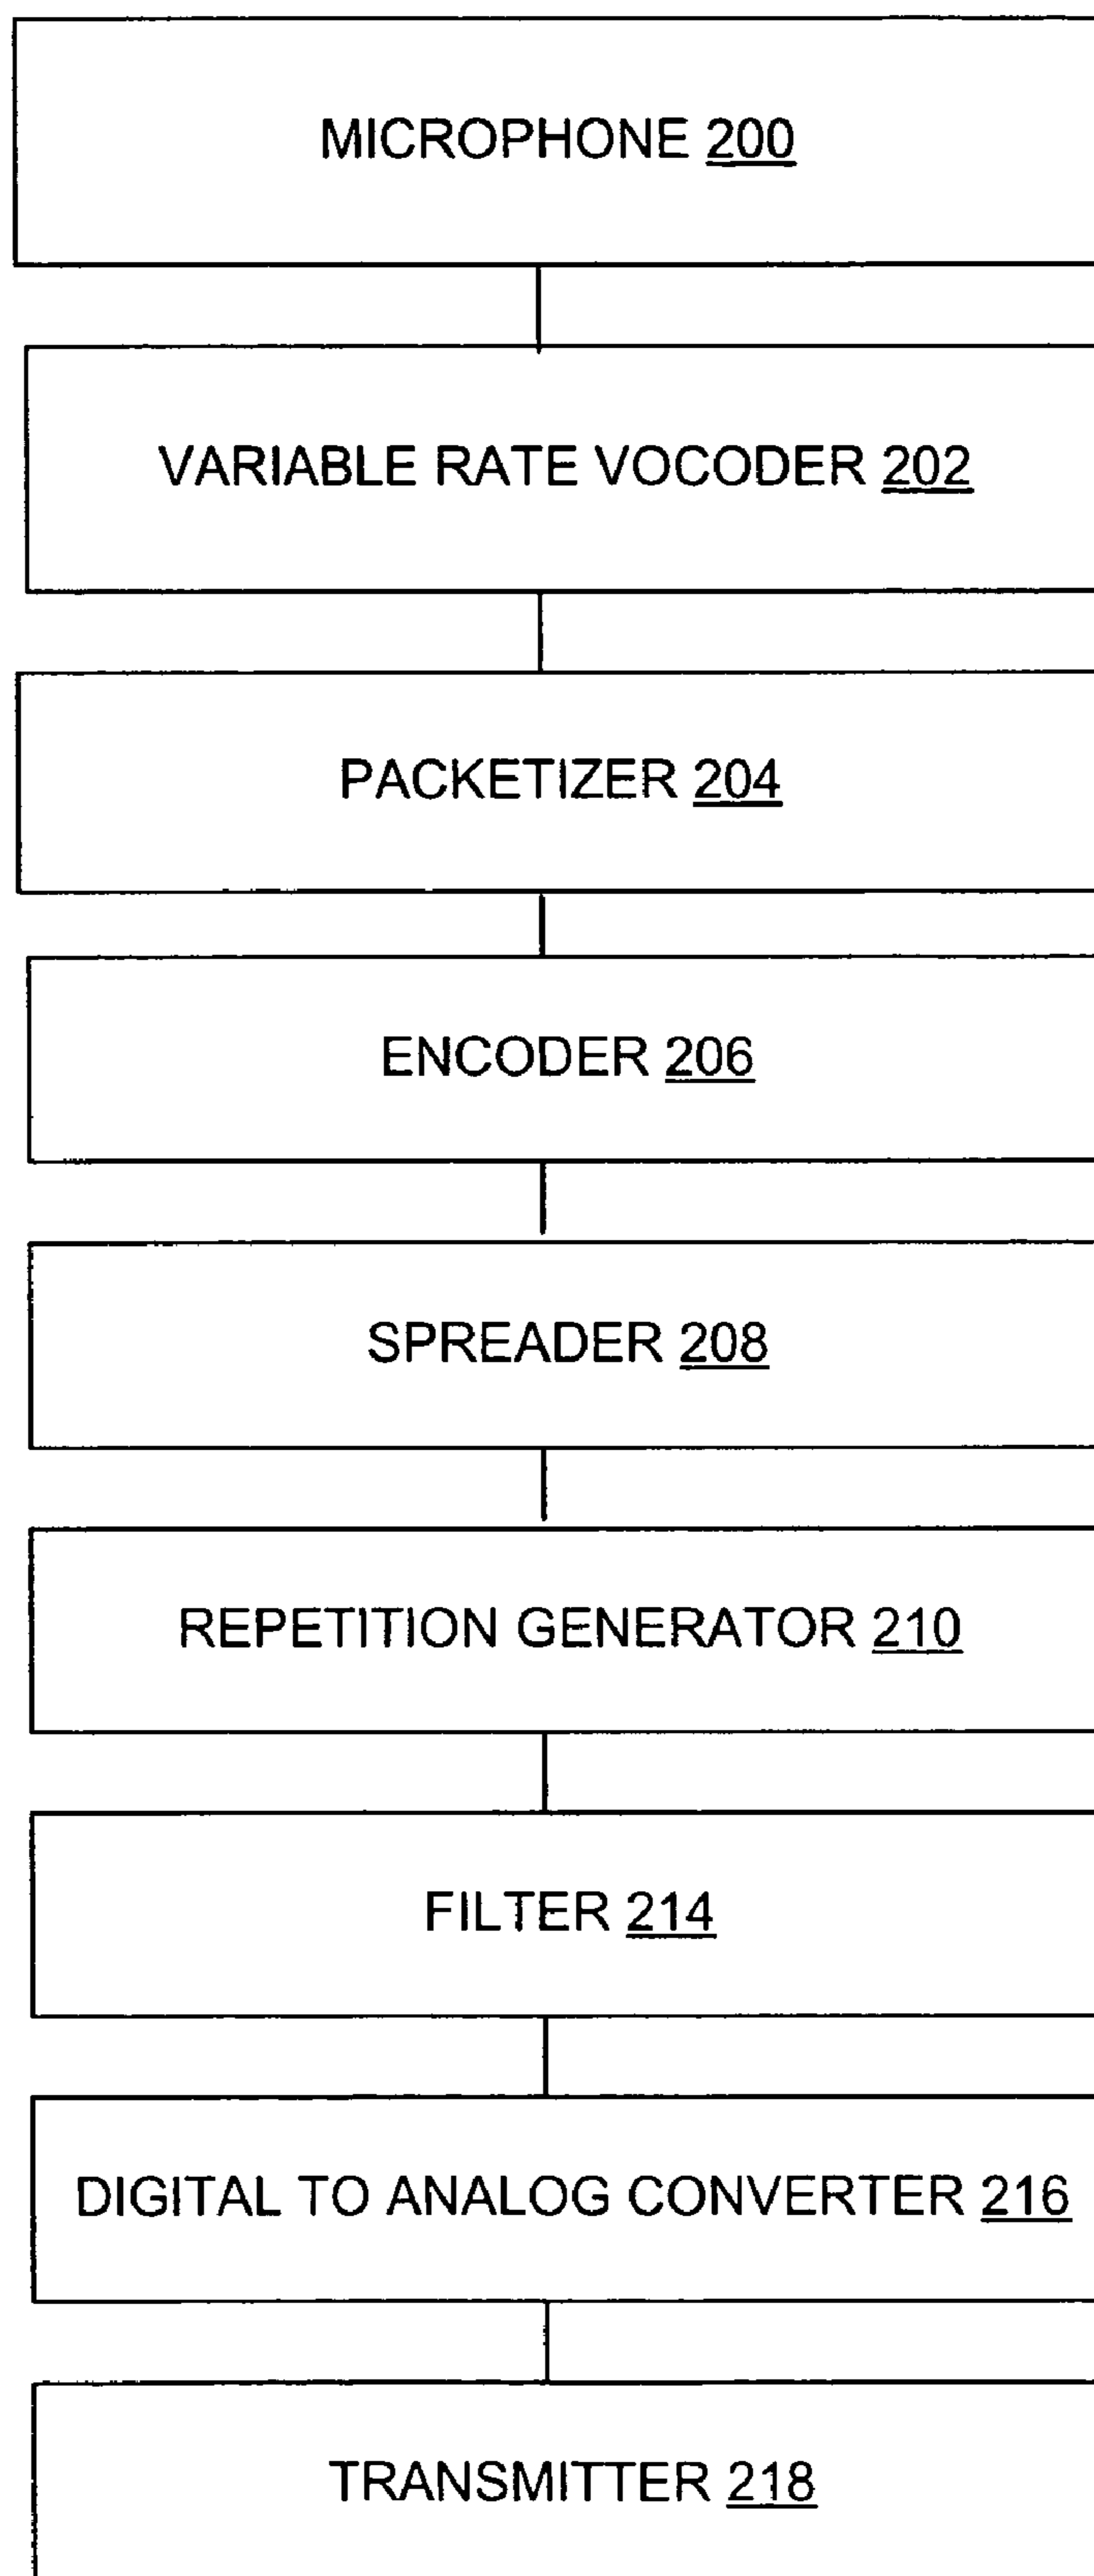 MICROPHONE 200
VARIABLE RATE VOCODER 202
PACKETIZER 204
ENCODER 206
SPREADER 208
REPETITION GENERATOR 210
FILTER 214
DIGITAL TO ANALOG CONVERTER 216
TRANSMITTER 218